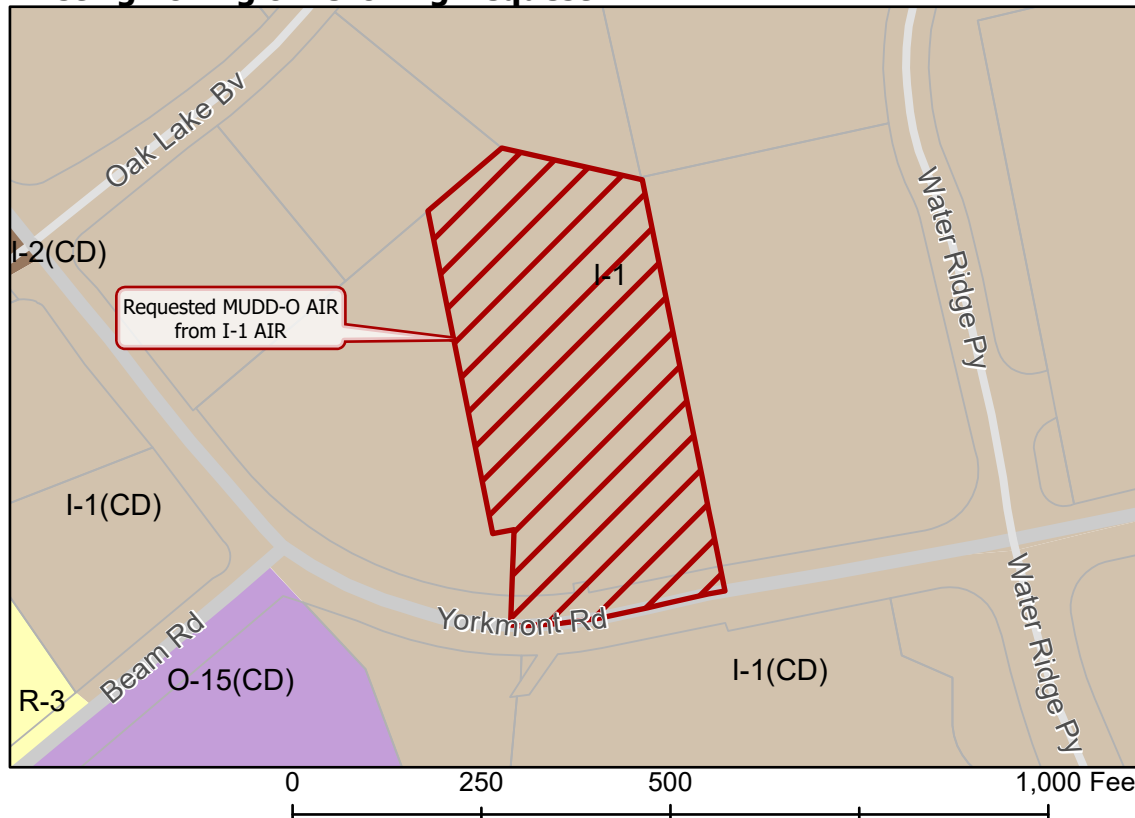 Oak Lake Bv
Water Ridge Py
I-2(CD)
I-1
Requested MUDD-O AIR
from I-1 AIR
I-1(CD)
Yorkmont Rd
Water Ridge Py
Beam Rd
O-15(CD)
I-1(CD)
R-3
0 250 500 1,000 Fee